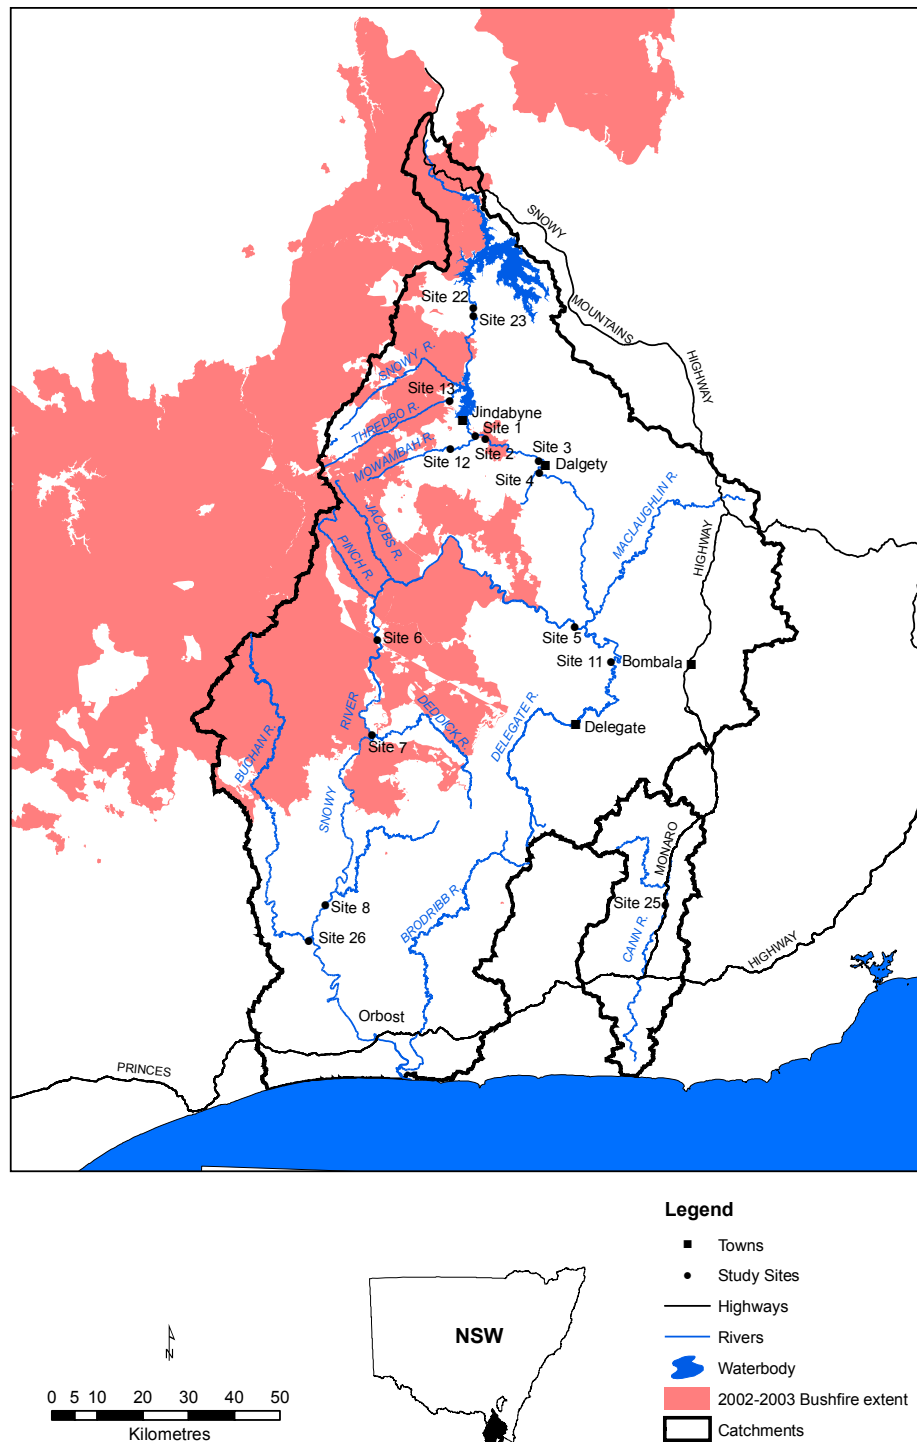 SNOWY
MOUNTAINS
HIGHWAY
Site 22
Site 23
SNOWY R.
Site 13
THREDBO R.
Jindabyne
Site 1
MOWAMBAH R.
Site 2
Site 3
Site 12
Dalgety
Site 4
MACLAUGHLIN R.
JACOBS R.
HIGHWAY
PINCH R.
Site 6
Site 5
Site 11
Bombala
RIVER
DEDDICK R.
DELEGATE R.
Delegate
BUCHAN R.
Site 7
SNOWY
MONARO
Site 8
BRODRIBB R.
Site 25
CANN R.
Site 26
HIGHWAY
Orbost
PRINCES
Legend
Towns
Study Sites
Highways
Rivers
Waterbody
2002-2003 Bushfire extent
Catchments
NSW
N
0 5 10 20 30 40 50
Kilometres